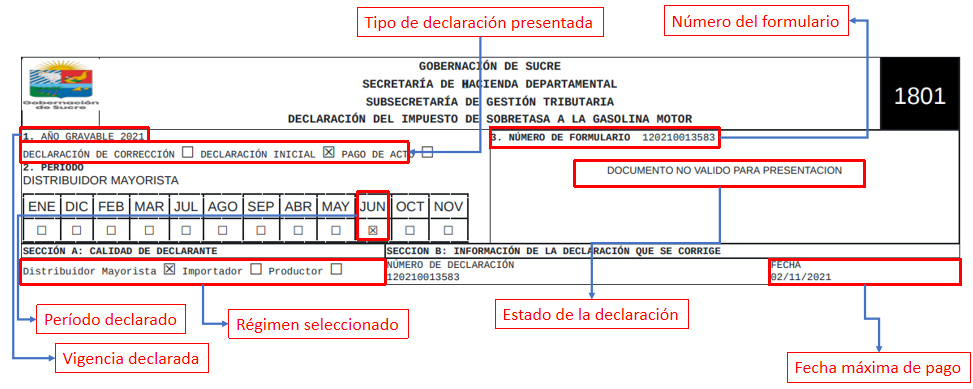 Tipo de declaración presentada
Número del formulario
Gobernación
de Sucre
GOBERNACIÓN DE SUCRE
SECRETARÍA DE HACIENDA DEPARTAMENTAL
SUBSECRETARÍA DE GESTIÓN TRIBUTARIA
DECLARACIÓN DEL IMPUESTO DE SOBRETASA A LA GASOLINA MOTOR
1801
1. AÑO GRAVABLE 2021
3. NÚMERO DE FORMULARIO 120210013583
DECLARACIÓN DE CORRECCIÓN ☐ DECLARACIÓN INICIAL ☒ PAGO DE ACTO ☐
2. PERIODO
DISTRIBUIDOR MAYORISTA
DOCUMENTO NO VALIDO PARA PRESENTACION
ENE DIC FEB MAR JUL AGO SEP ABR MAY JUN OCT NOV
☐ ☐ ☐ ☐ ☐ ☐ ☐ ☐ ☐ ☒ ☐ ☐
SECCIÓN A: CALIDAD DE DECLARANTE
SECCION B: INFORMACIÓN DE LA DECLARACIÓN QUE SE CORRIGE
Distribuidor Mayorista ☒ Importador ☐ Productor ☐
NÚMERO DE DECLARACIÓN
120210013583
FECHA
02/11/2021
Período declarado
Régimen seleccionado
Estado de la declaración
Vigencia declarada
Fecha máxima de pago